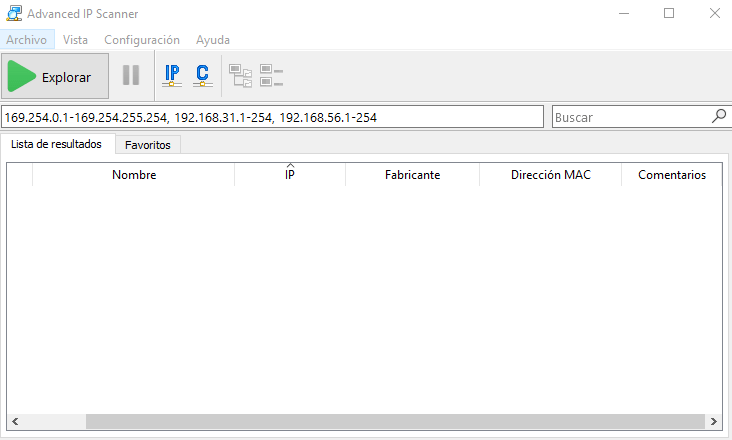 Advanced IP Scanner
Archivo Vista Configuración Ayuda
Explorar IP C
169.254.0.1-169.254.255.254, 192.168.31.1-254, 192.168.56.1-254 Buscar
Lista de resultados Favoritos
Nombre IP Fabricante Dirección MAC Comentarios